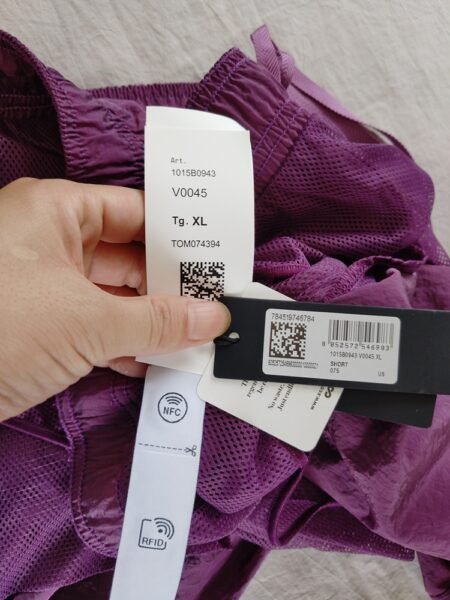 Art.
1015B0943
V0045
Tg. XL
TOM074394
784519746784
8 052572 546993
1015B0943 V0045 XL
SHORT
075 US
NFC
RFID